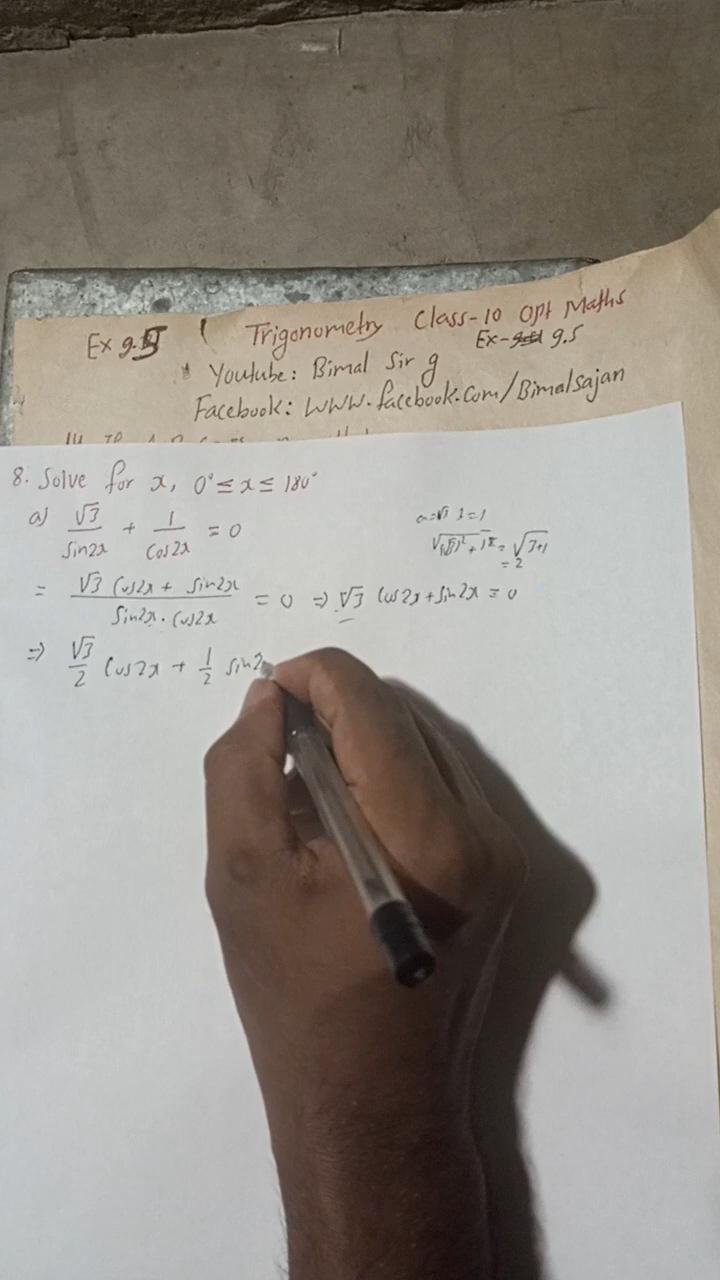 Ex 9.5 ( Trigonometry Class-10 Opt Maths
Ex- 9.5
Youtube: Bimal Sir g
Facebook: WWW.facebook.Com/Bimalsajan
8. Solve for x, 0° ≤ x ≤ 180°
a) √3/Sin2x + 1/Cos2x = 0
= (√3 Cos2x + Sin2x)/(Sin2x . Cos2x) = 0 ⇒ √3 Cos2x + Sin2x = 0
√((√3)² + 1²) = √3+1
= 2
⇒ √3/2 Cos2x + 1/2 Sin2